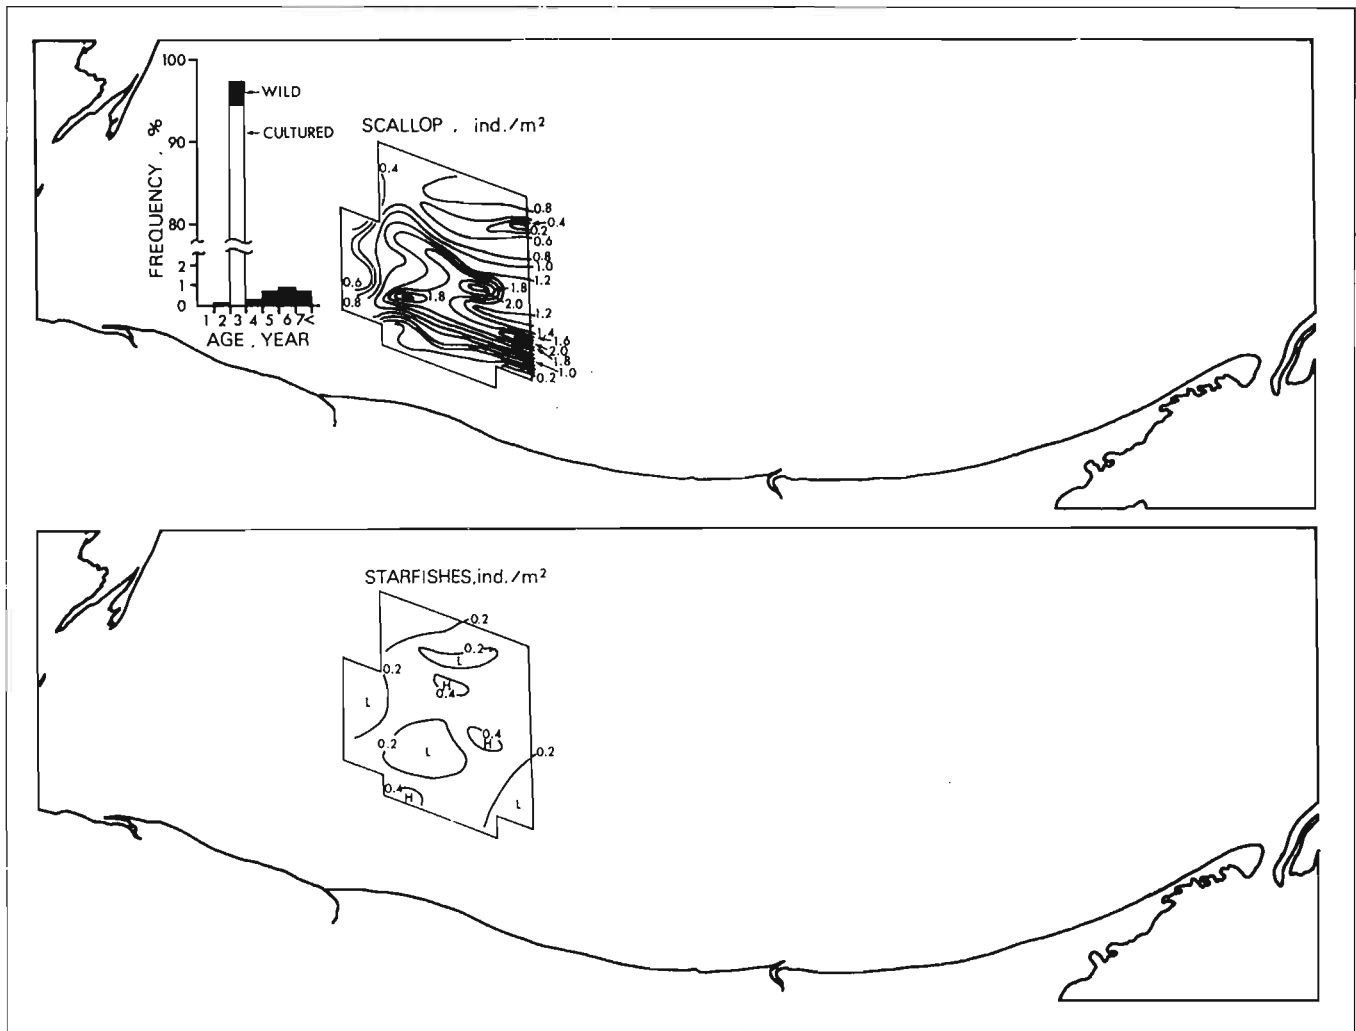 100
WILD
CULTURED
90
80
2
1
0
FREQUENCY , %
1 2 3 4 5 6 7<
AGE , YEAR
SCALLOP , ind./m²
0.4
0.8
0.4
0.2
0.6
0.8
1.0
1.2
1.8
2.0
1.2
1.8
0.6
0.8
1.4
1.6
2.0
1.8
1.0
0.2
STARFISHES,ind./m²
0.2
0.2
L
0.2
H
0.4
L
0.4
H
0.2
L
0.2
0.4
H
L